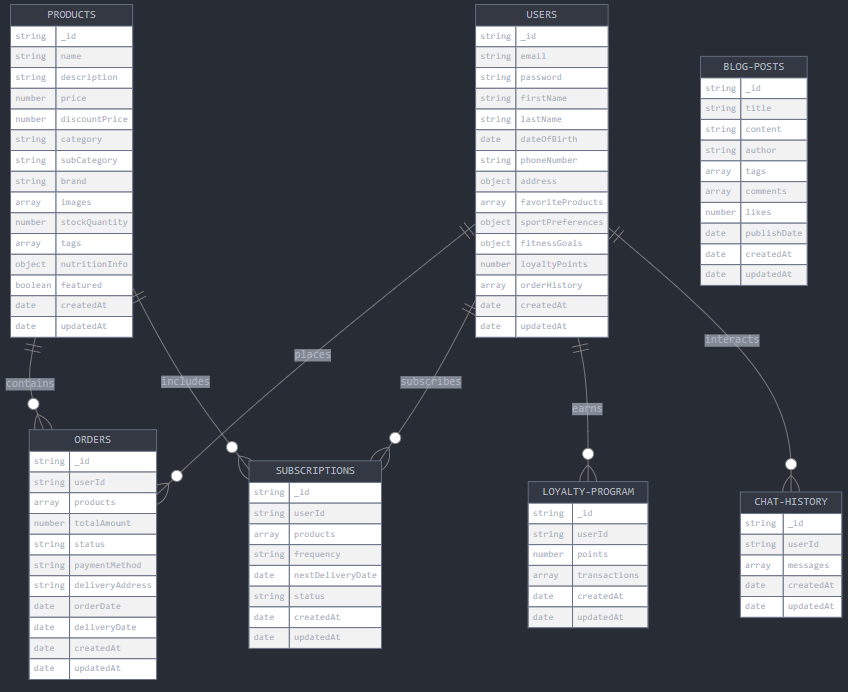 PRODUCTS
string _id
string name
string description
number price
number discountPrice
string category
string subCategory
string brand
array images
number stockQuantity
array tags
object nutritionInfo
boolean featured
date createdAt
date updatedAt
USERS
string _id
string email
string password
string firstName
string lastName
date dateOfBirth
string phoneNumber
object address
array favoriteProducts
object sportPreferences
object fitnessGoals
number loyaltyPoints
array orderHistory
date createdAt
date updatedAt
BLOG-POSTS
string _id
string title
string content
string author
array tags
array comments
number likes
date publishDate
date createdAt
date updatedAt
contains
includes
places
subscribes
earns
interacts
ORDERS
string _id
string userId
array products
number totalAmount
string status
string paymentMethod
string deliveryAddress
date orderDate
date deliveryDate
date createdAt
date updatedAt
SUBSCRIPTIONS
string _id
string userId
array products
string frequency
date nextDeliveryDate
string status
date createdAt
date updatedAt
LOYALTY-PROGRAM
string _id
string userId
number points
array transactions
date createdAt
date updatedAt
CHAT-HISTORY
string _id
string userId
array messages
date createdAt
date updatedAt